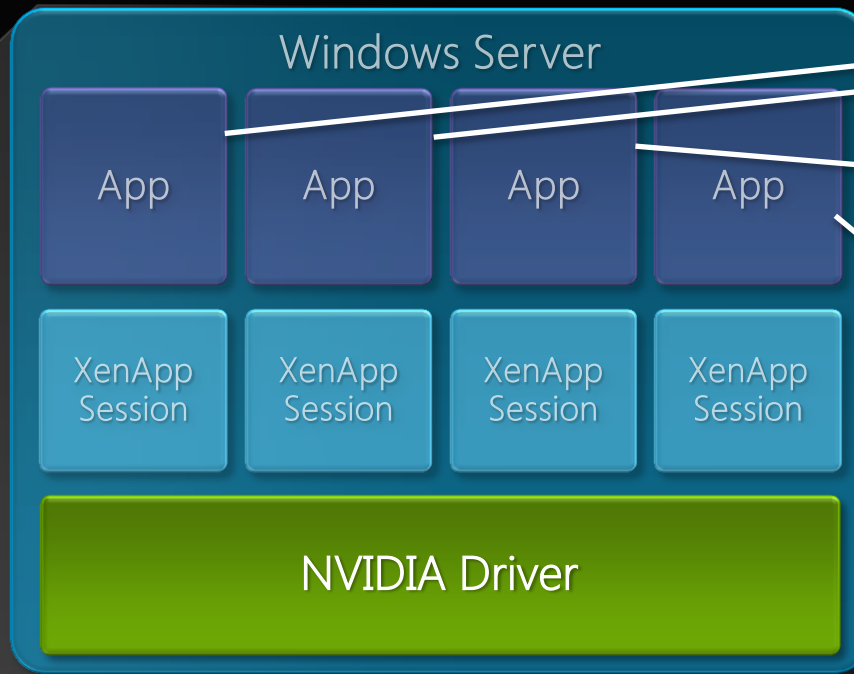 Windows Server
App App App App
XenApp XenApp XenApp XenApp
Session Session Session Session
NVIDIA Driver